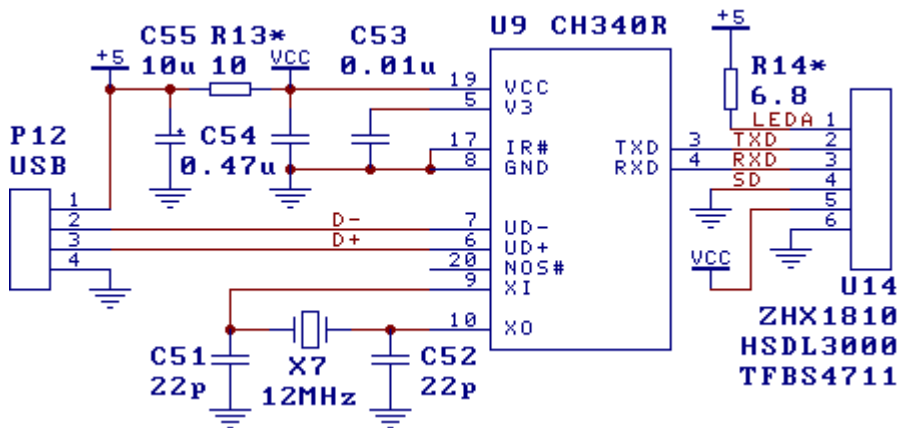 U9 CH340R
+5
C55 R13* C53
+5 10u 10 VCC 0.01u
R14*
6.8
19 VCC
5 V3
LEDA 1
P12
USB
C54
0.47u
17 IR# TXD 3 TXD 2
8 GND RXD 4 RXD 3
SD 4
1
2 D- 7 UD-
3 D+ 6 UD+
4
20 NOS#
9 XI
10 XO
5
6
VCC
U14
ZHX1810
HSDL3000
TFBS4711
C51
22p
X7
12MHz
C52
22p